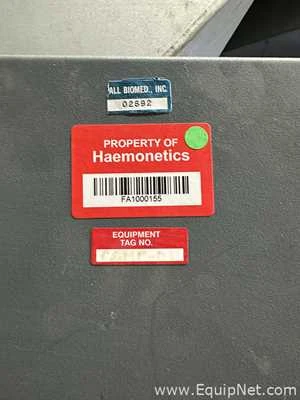 ALL BIOMED., INC.
02892
PROPERTY OF
Haemonetics
FA1000155
EQUIPMENT
TAG NO.
www.EquipNet.com